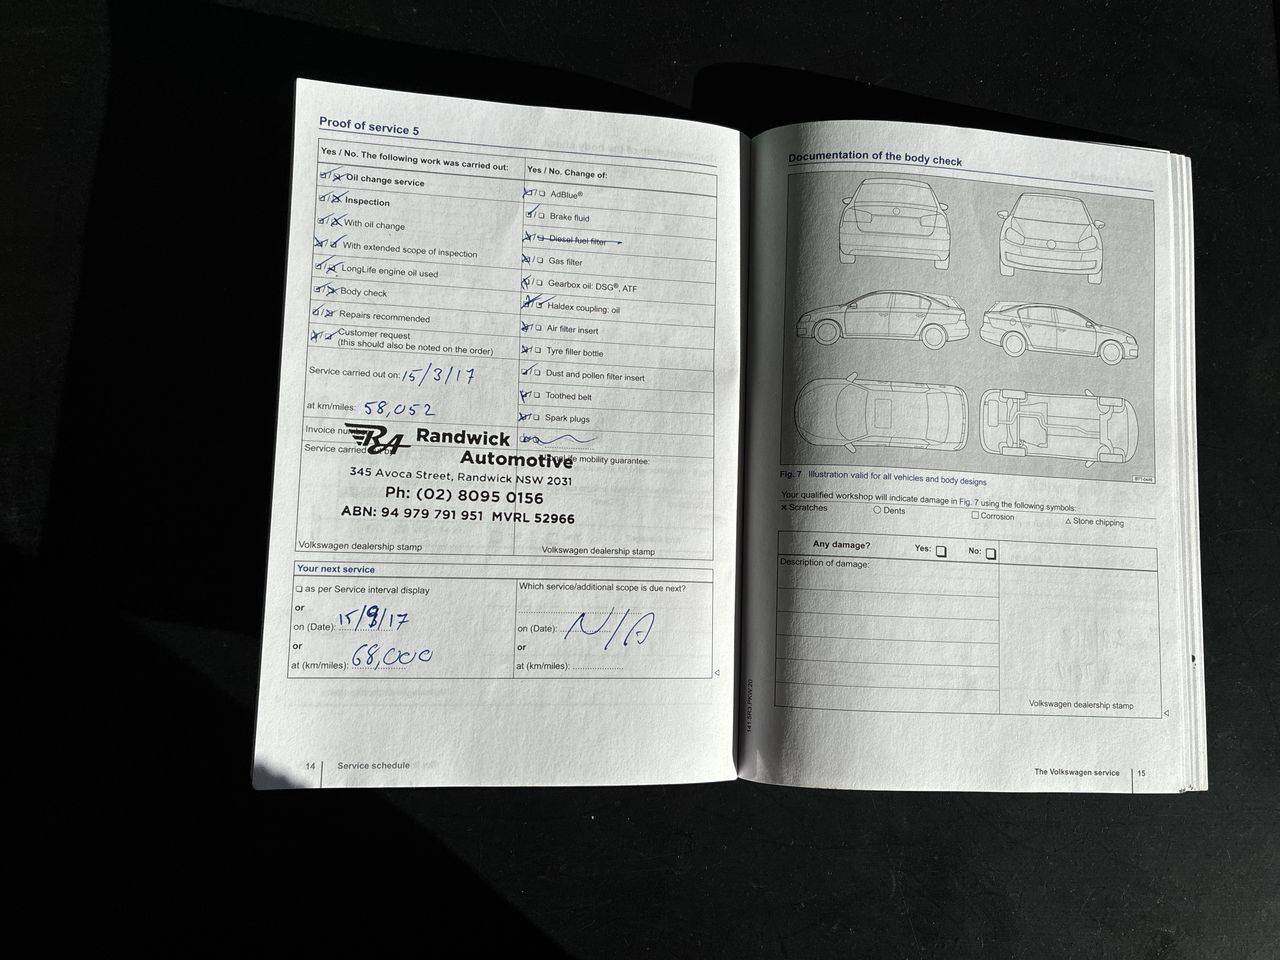 Proof of service 5
Yes / No. The following work was carried out:
Oil change service
Inspection
With oil change
With extended scope of inspection
LongLife engine oil used
Body check
Repairs recommended
Customer request
(this should also be noted on the order)
Service carried out on: 15/3/17
at km/miles: 58,052
Invoice
Service carried
Yes / No. Change of:
AdBlue®
Brake fluid
Diesel fuel filter
Gas filter
Gearbox oil: DSG®, ATF
Haldex coupling: oil
Air filter insert
Tyre filler bottle
Dust and pollen filter insert
Toothed belt
Spark plugs
mobility guarantee:
RA Randwick
Automotive
345 Avoca Street, Randwick NSW 2031
Ph: (02) 8095 0156
ABN: 94 979 791 951 MVRL 52966
Volkswagen dealership stamp
Volkswagen dealership stamp
Your next service
as per Service interval display
or
on (Date): 15/9/17
or
at (km/miles): 68,000
Which service/additional scope is due next?
on (Date): N/A
or
at (km/miles):
14 Service schedule
Documentation of the body check
Fig. 7 Illustration valid for all vehicles and body designs
Your qualified workshop will indicate damage in Fig. 7 using the following symbols:
× Scratches ○ Dents □ Corrosion △ Stone chipping
Any damage? Yes: No:
Description of damage:
Volkswagen dealership stamp
141.5R3.PKW.20
The Volkswagen service 15